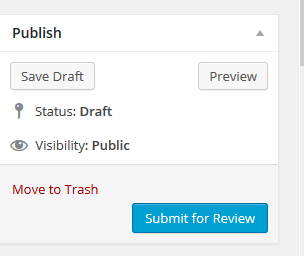 Publish
Save Draft Preview
Status: Draft
Visibility: Public
Move to Trash
Submit for Review